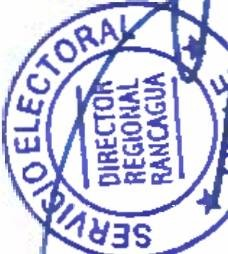 SERVICIO ELECTORAL
DIRECTOR
REGIONAL
RANCAGUA